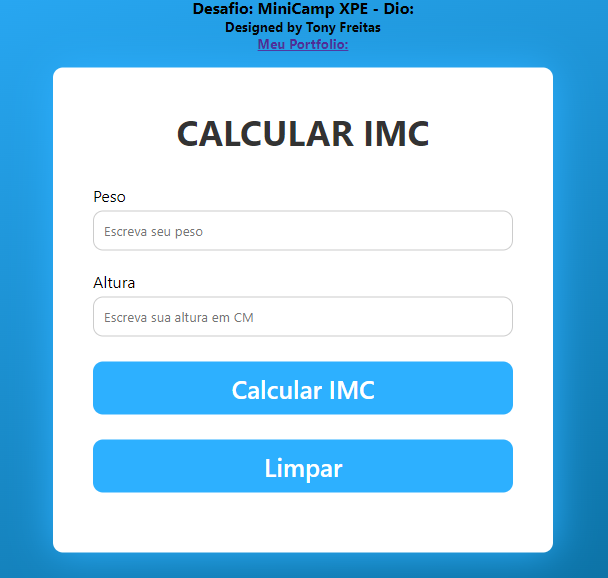 Desafio: MiniCamp XPE - Dio:
Designed by Tony Freitas
Meu Portfolio:
CALCULAR IMC
Peso
Escreva seu peso
Altura
Escreva sua altura em CM
Calcular IMC
Limpar